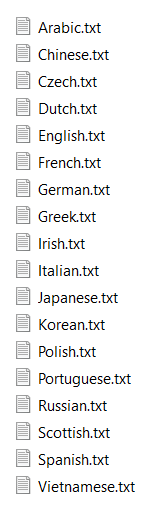 Arabic.txt
Chinese.txt
Czech.txt
Dutch.txt
English.txt
French.txt
German.txt
Greek.txt
Irish.txt
Italian.txt
Japanese.txt
Korean.txt
Polish.txt
Portuguese.txt
Russian.txt
Scottish.txt
Spanish.txt
Vietnamese.txt